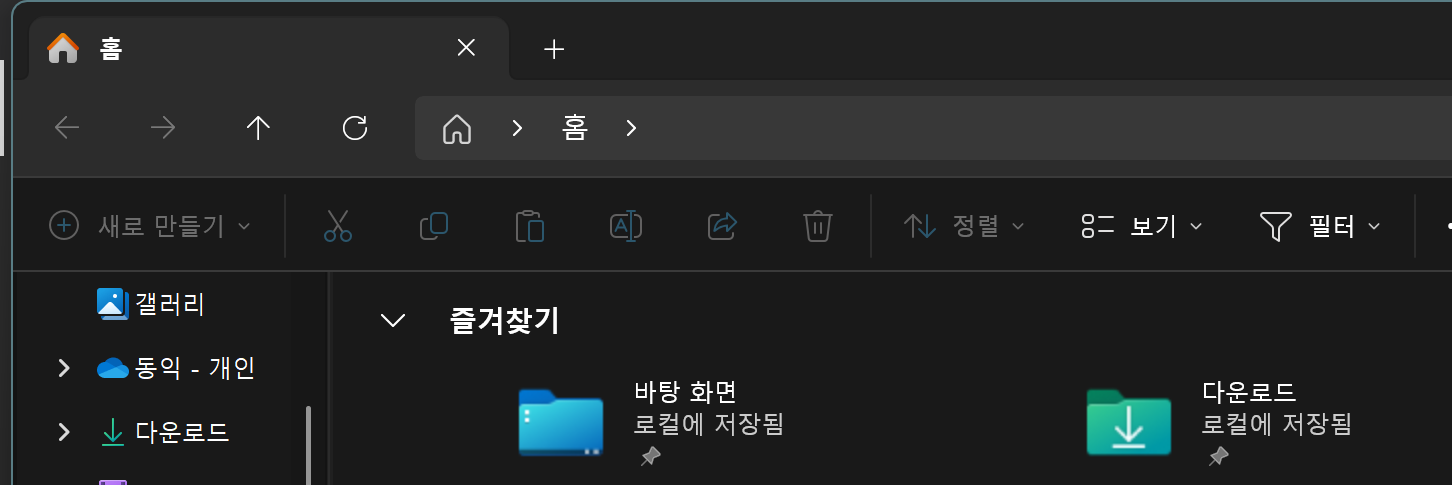 홈
홈
새로 만들기
정렬
보기
필터
갤러리
동익 - 개인
다운로드
즐겨찾기
바탕 화면
로컬에 저장됨
다운로드
로컬에 저장됨